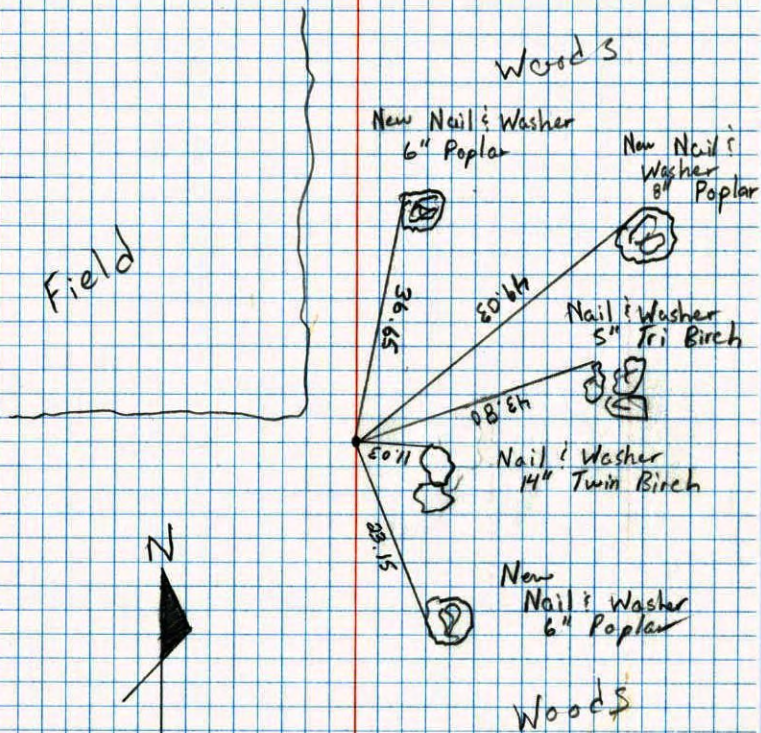 Woods
New Nail & Washer
6" Poplar
New Nail &
Washer
8" Poplar
Field
36.65
49.03
Nail & Washer
5" Tri Birch
43.80
11.03
Nail & Washer
14" Twin Birch
23.15
N
New
Nail & Washer
6" Poplar
Woods